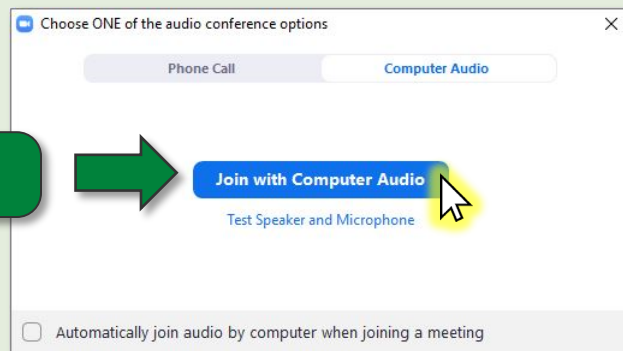 Choose ONE of the audio conference options
Phone Call
Computer Audio
Join with Computer Audio
Test Speaker and Microphone
Automatically join audio by computer when joining a meeting